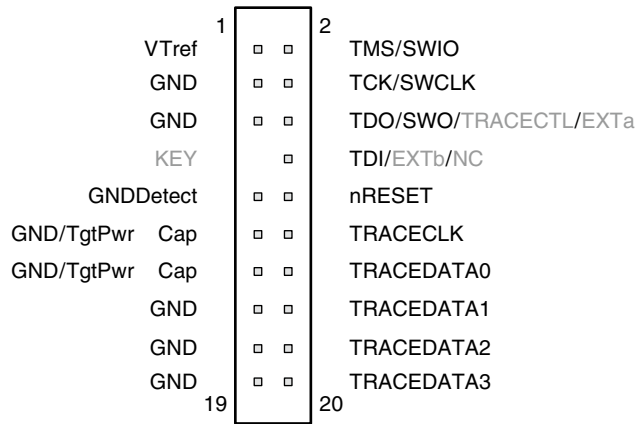 1 2
VTref TMS/SWIO
GND TCK/SWCLK
GND TDO/SWO/TRACECTL/EXTa
KEY TDI/EXTb/NC
GNDDetect nRESET
GND/TgtPwr Cap TRACECLK
GND/TgtPwr Cap TRACEDATA0
GND TRACEDATA1
GND TRACEDATA2
GND TRACEDATA3
19 20